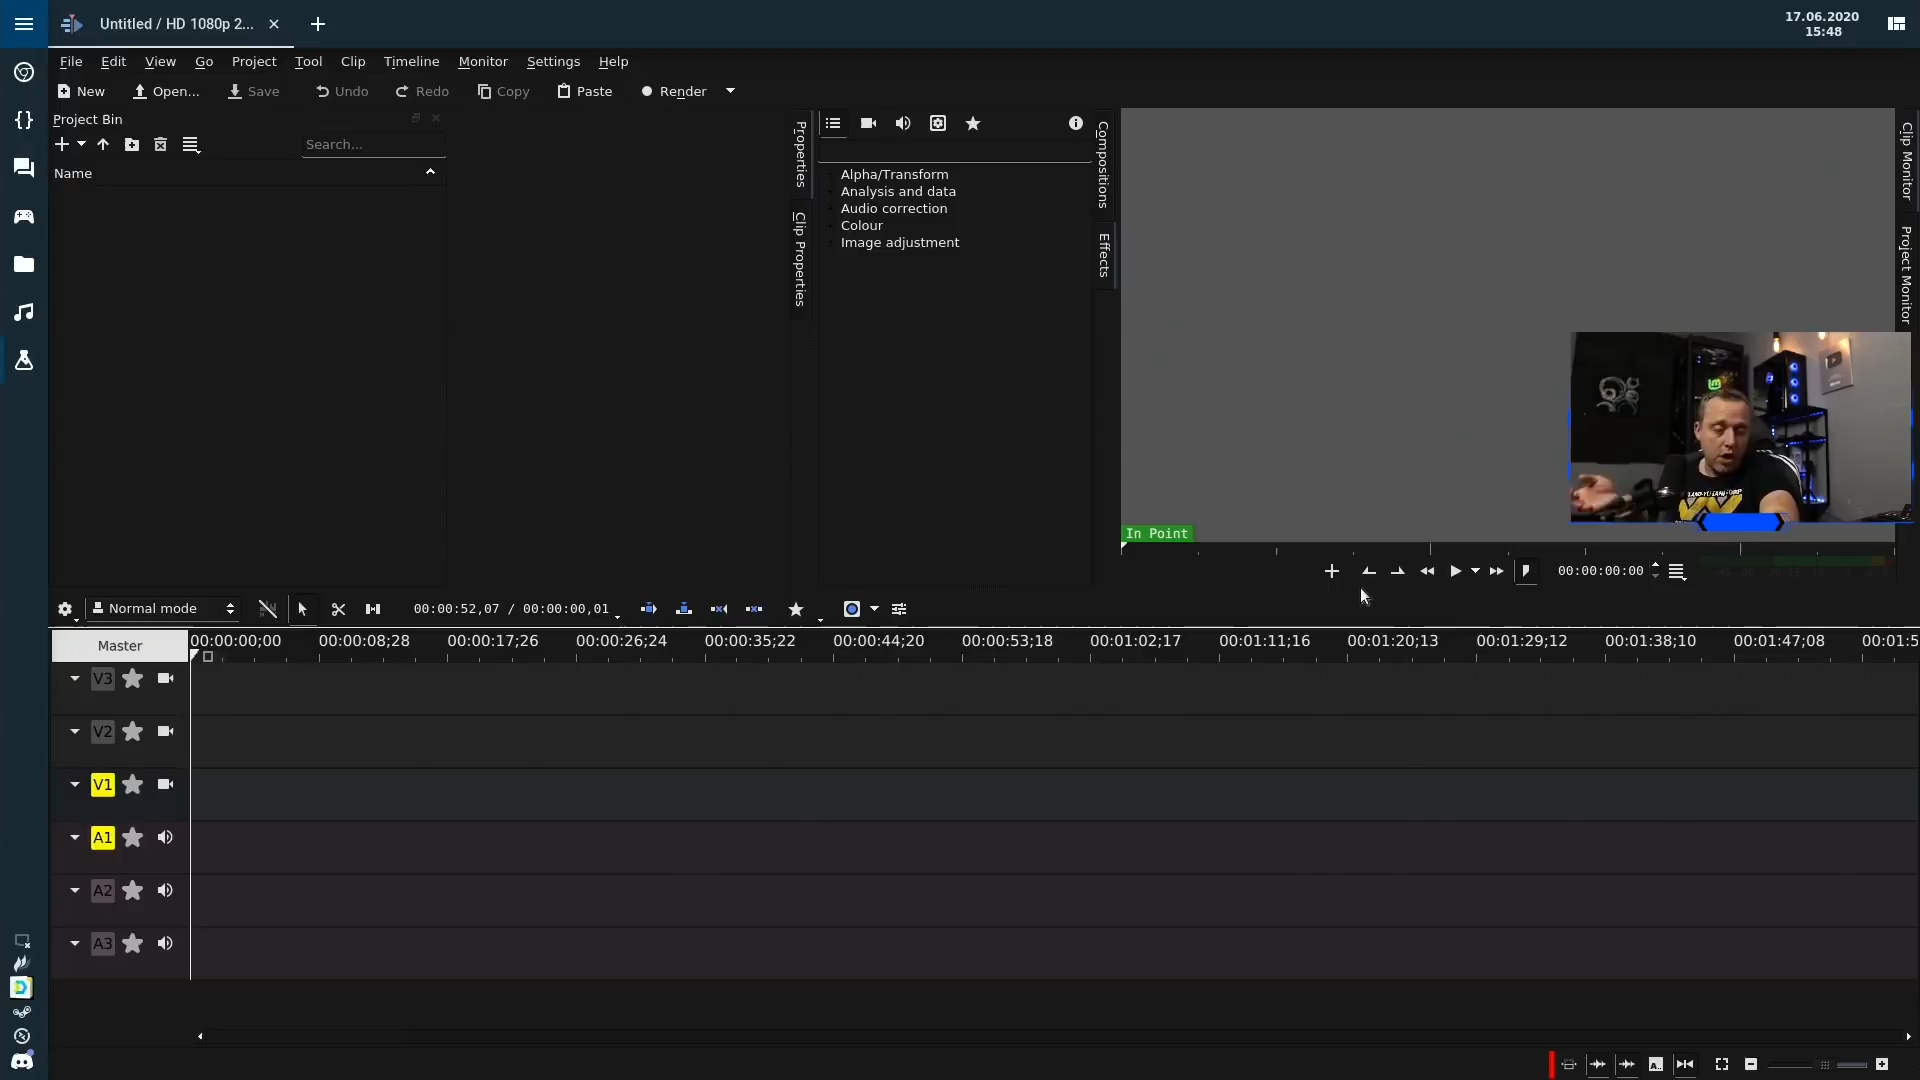 Untitled / HD 1080p 2...
17.06.2020
15:48
File Edit View Go Project Tool Clip Timeline Monitor Settings Help
New Open... Save Undo Redo Copy Paste Render
Project Bin
Search...
Name
Properties
Clip Properties
Alpha/Transform
Analysis and data
Audio correction
Colour
Image adjustment
Compositions
Effects
Clip Monitor
Project Monitor
In Point
00:00:00:00
Normal mode
00:00:52,07 / 00:00:00,01
Master
00:00:00;00 00:00:08;28 00:00:17;26 00:00:26;24 00:00:35;22 00:00:44;20 00:00:53;18 00:01:02;17 00:01:11;16 00:01:20;13 00:01:29;12 00:01:38;10 00:01:47;08 00:01:5
V3
V2
V1
A1
A2
A3